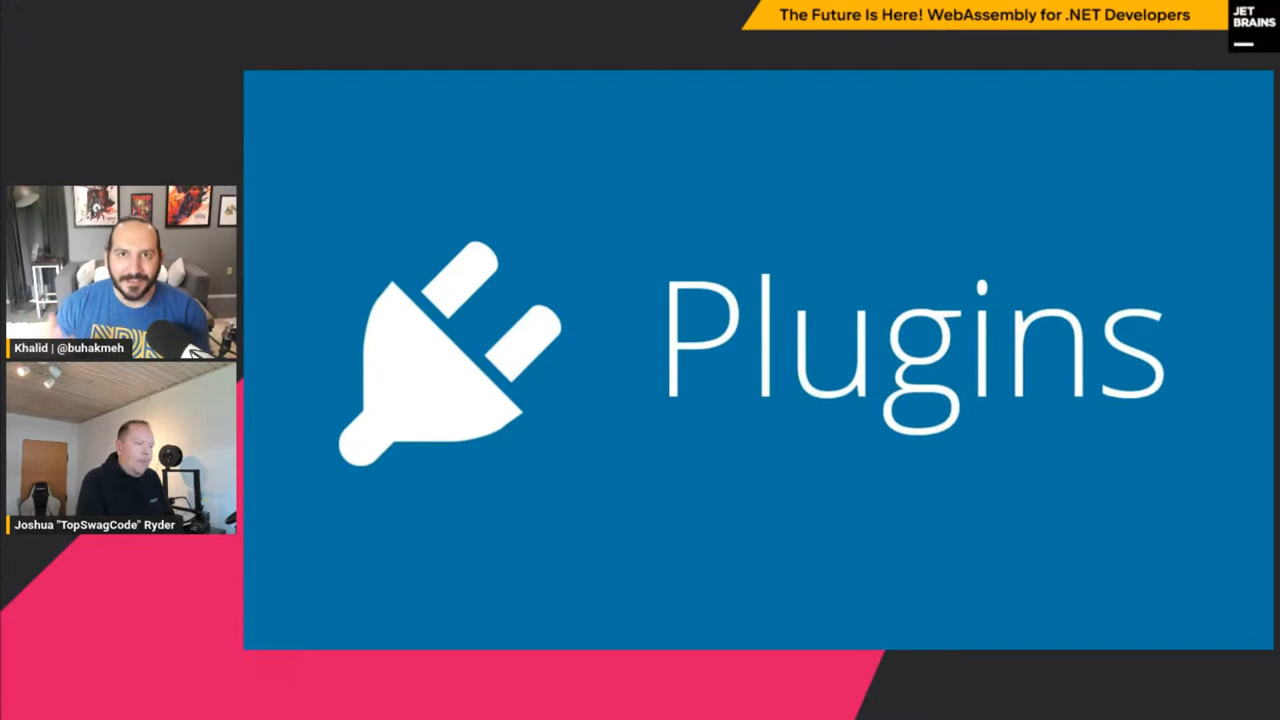 The Future Is Here! WebAssembly for .NET Developers
JET
BRAINS
Plugins
Khalid | @buhakmeh
Joshua "TopSwagCode" Ryder